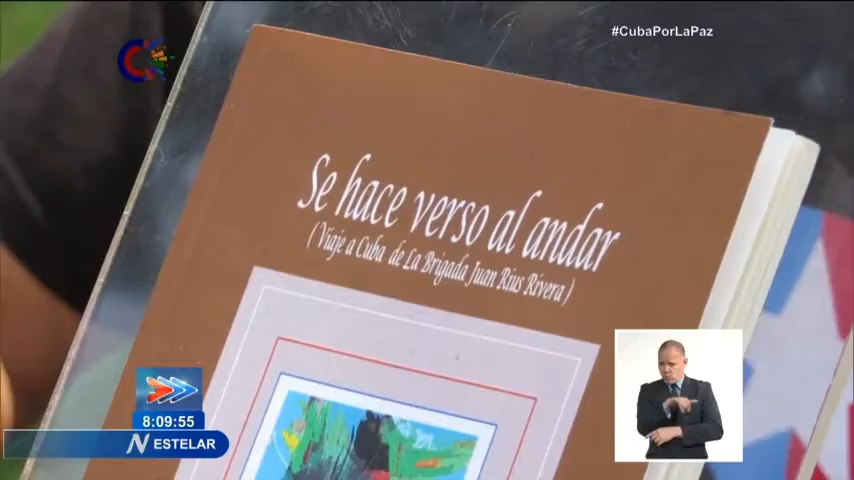 #CubaPorLaPaz
Se hace verso al andar
(Viaje a Cuba de La Brigada Juan Rius Rivera)
8:09:55
N ESTELAR